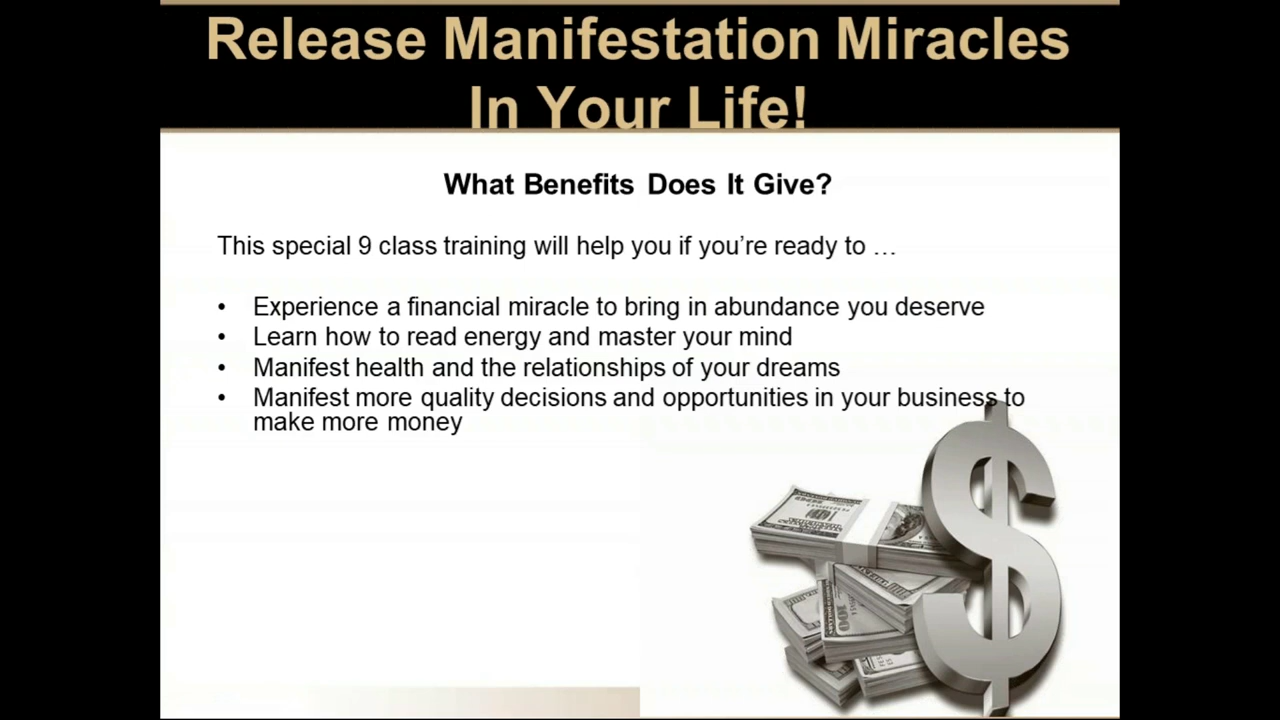 Release Manifestation Miracles
In Your Life!
What Benefits Does It Give?
This special 9 class training will help you if you’re ready to …
• Experience a financial miracle to bring in abundance you deserve
• Learn how to read energy and master your mind
• Manifest health and the relationships of your dreams
• Manifest more quality decisions and opportunities in your business to
make more money